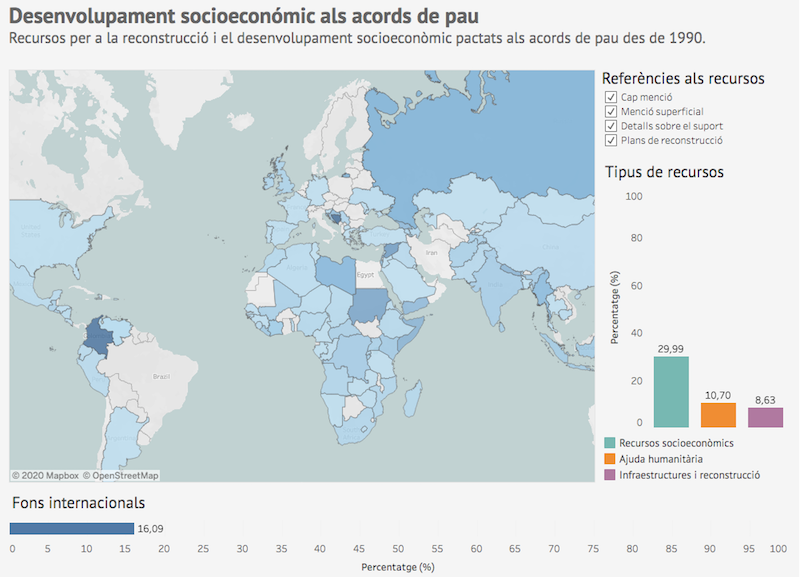 Desenvolupament socioeconómic als acords de pau
Recursos per a la reconstrucció i el desenvolupament socioeconòmic pactats als acords de pau des de 1990.
Referències als recursos
Cap menció
Menció superficial
Detalls sobre el suport
Plans de reconstrucció
Tipus de recursos
100
80
60
40
20
0
Percentatge (%)
29,99
10,70
8,63
Recursos socioeconòmics
Ajuda humanitària
Infraestructures i reconstrucció
Iran
Egypt
Brazil
© 2020 Mapbox © OpenStreetMap
Fons internacionals
16,09
0 5 10 15 20 25 30 35 40 45 50 55 60 65 70 75 80 85 90 95 100
Percentatge (%)